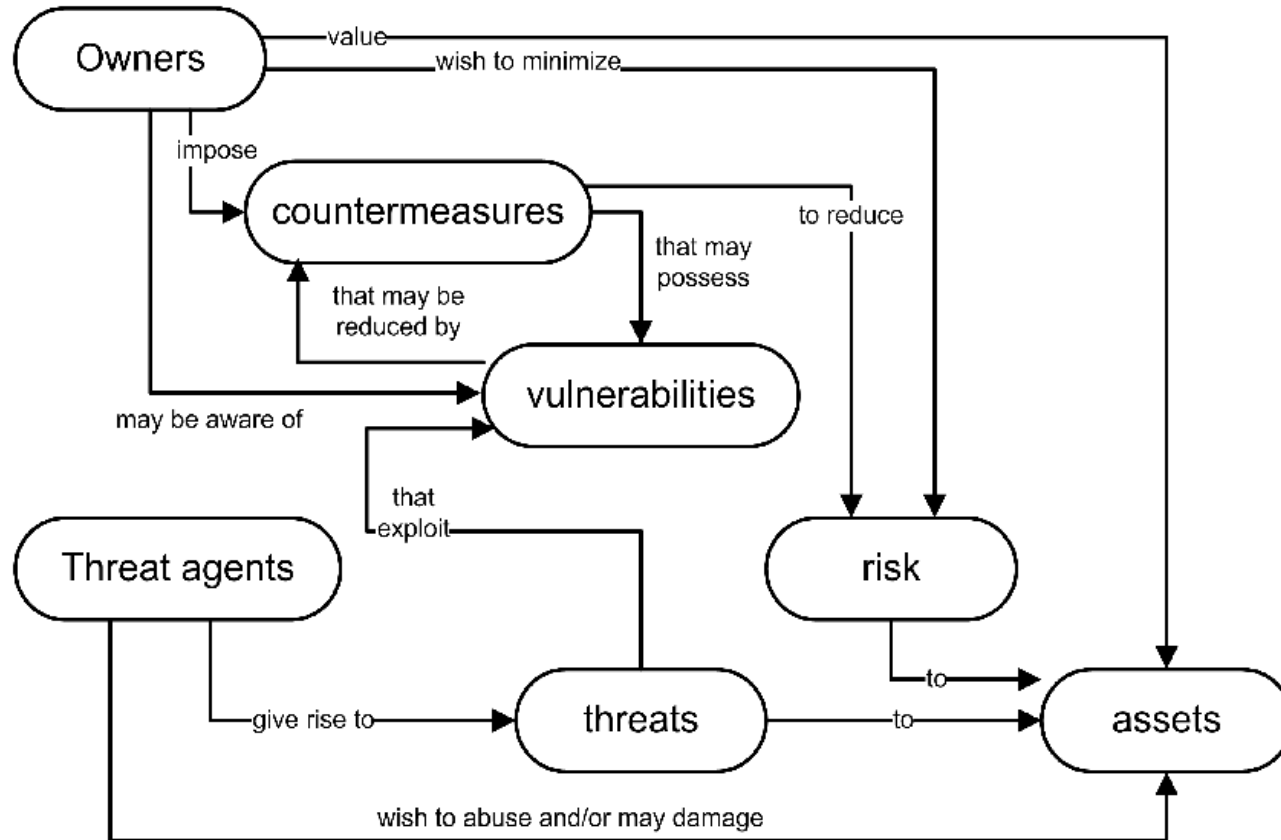 Owners
value
wish to minimize
impose
countermeasures
to reduce
that may
possess
that may be
reduced by
vulnerabilities
may be aware of
that
exploit
Threat agents
risk
to
give rise to
threats
to
assets
wish to abuse and/or may damage